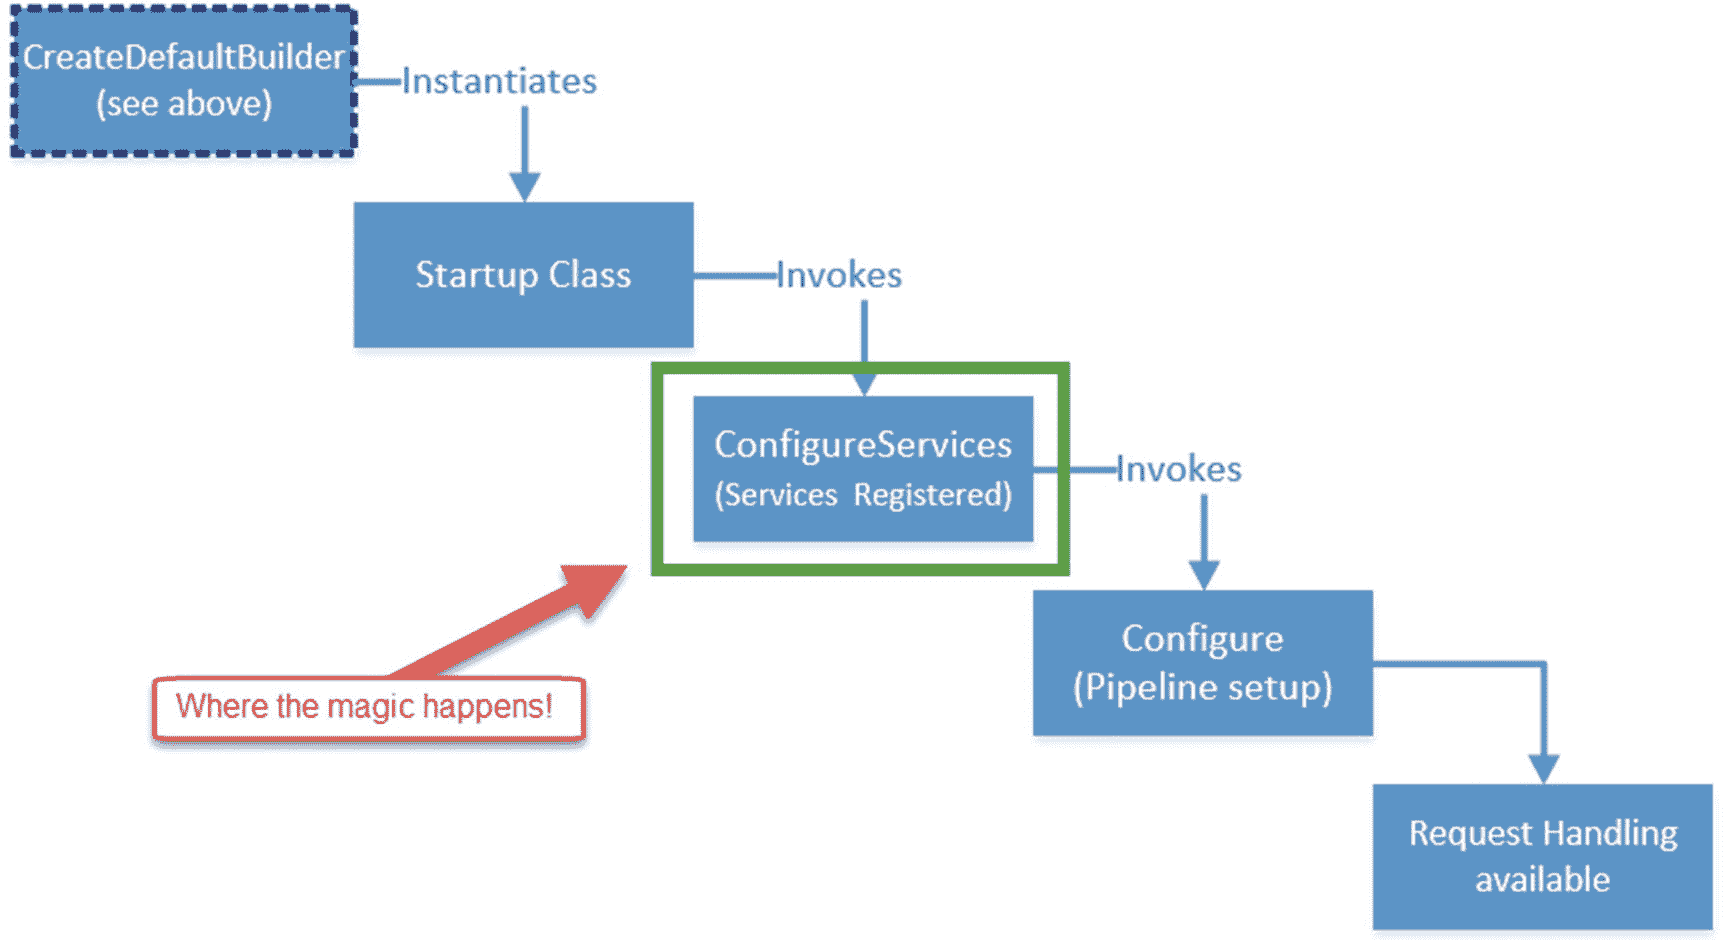 CreateDefaultBuilder
(see above)
Instantiates
Startup Class
Invokes
ConfigureServices
(Services Registered)
Invokes
Configure
(Pipeline setup)
Where the magic happens!
Request Handling
available